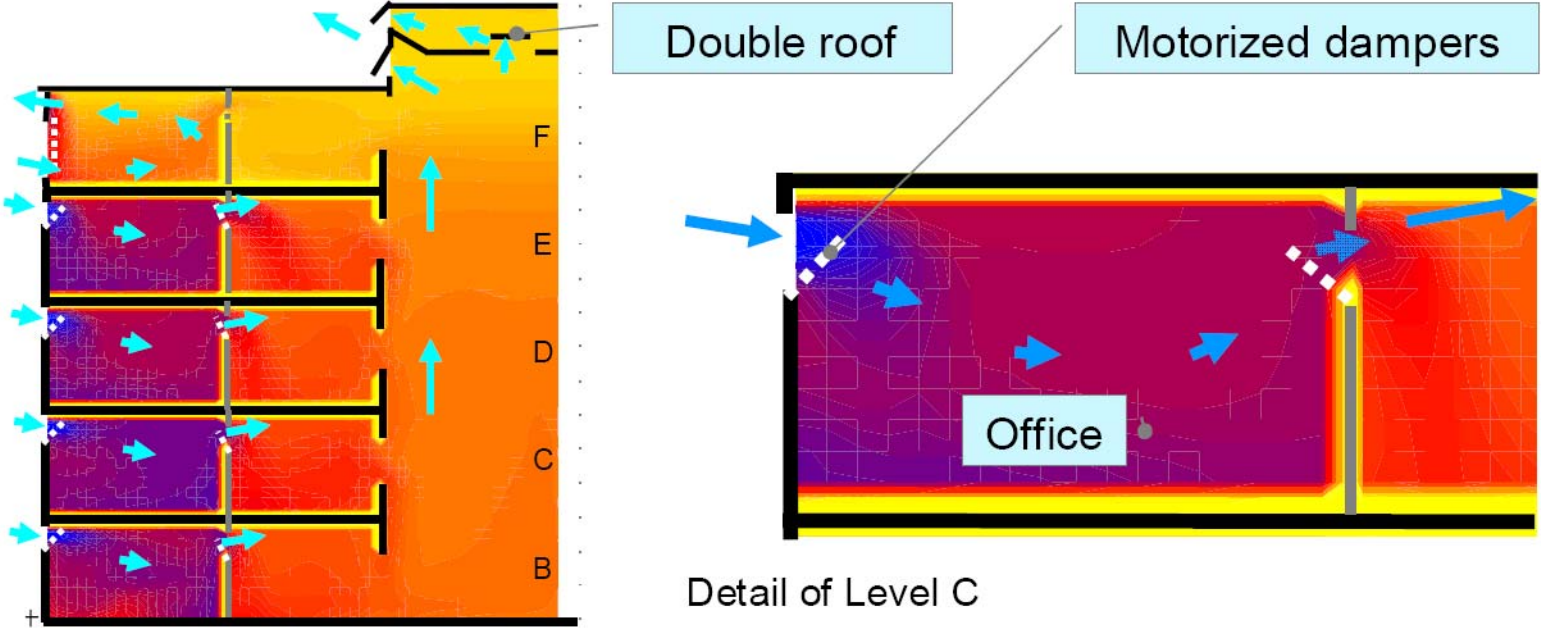 Double roof
Motorized dampers
F
E
D
C
B
Office
Detail of Level C